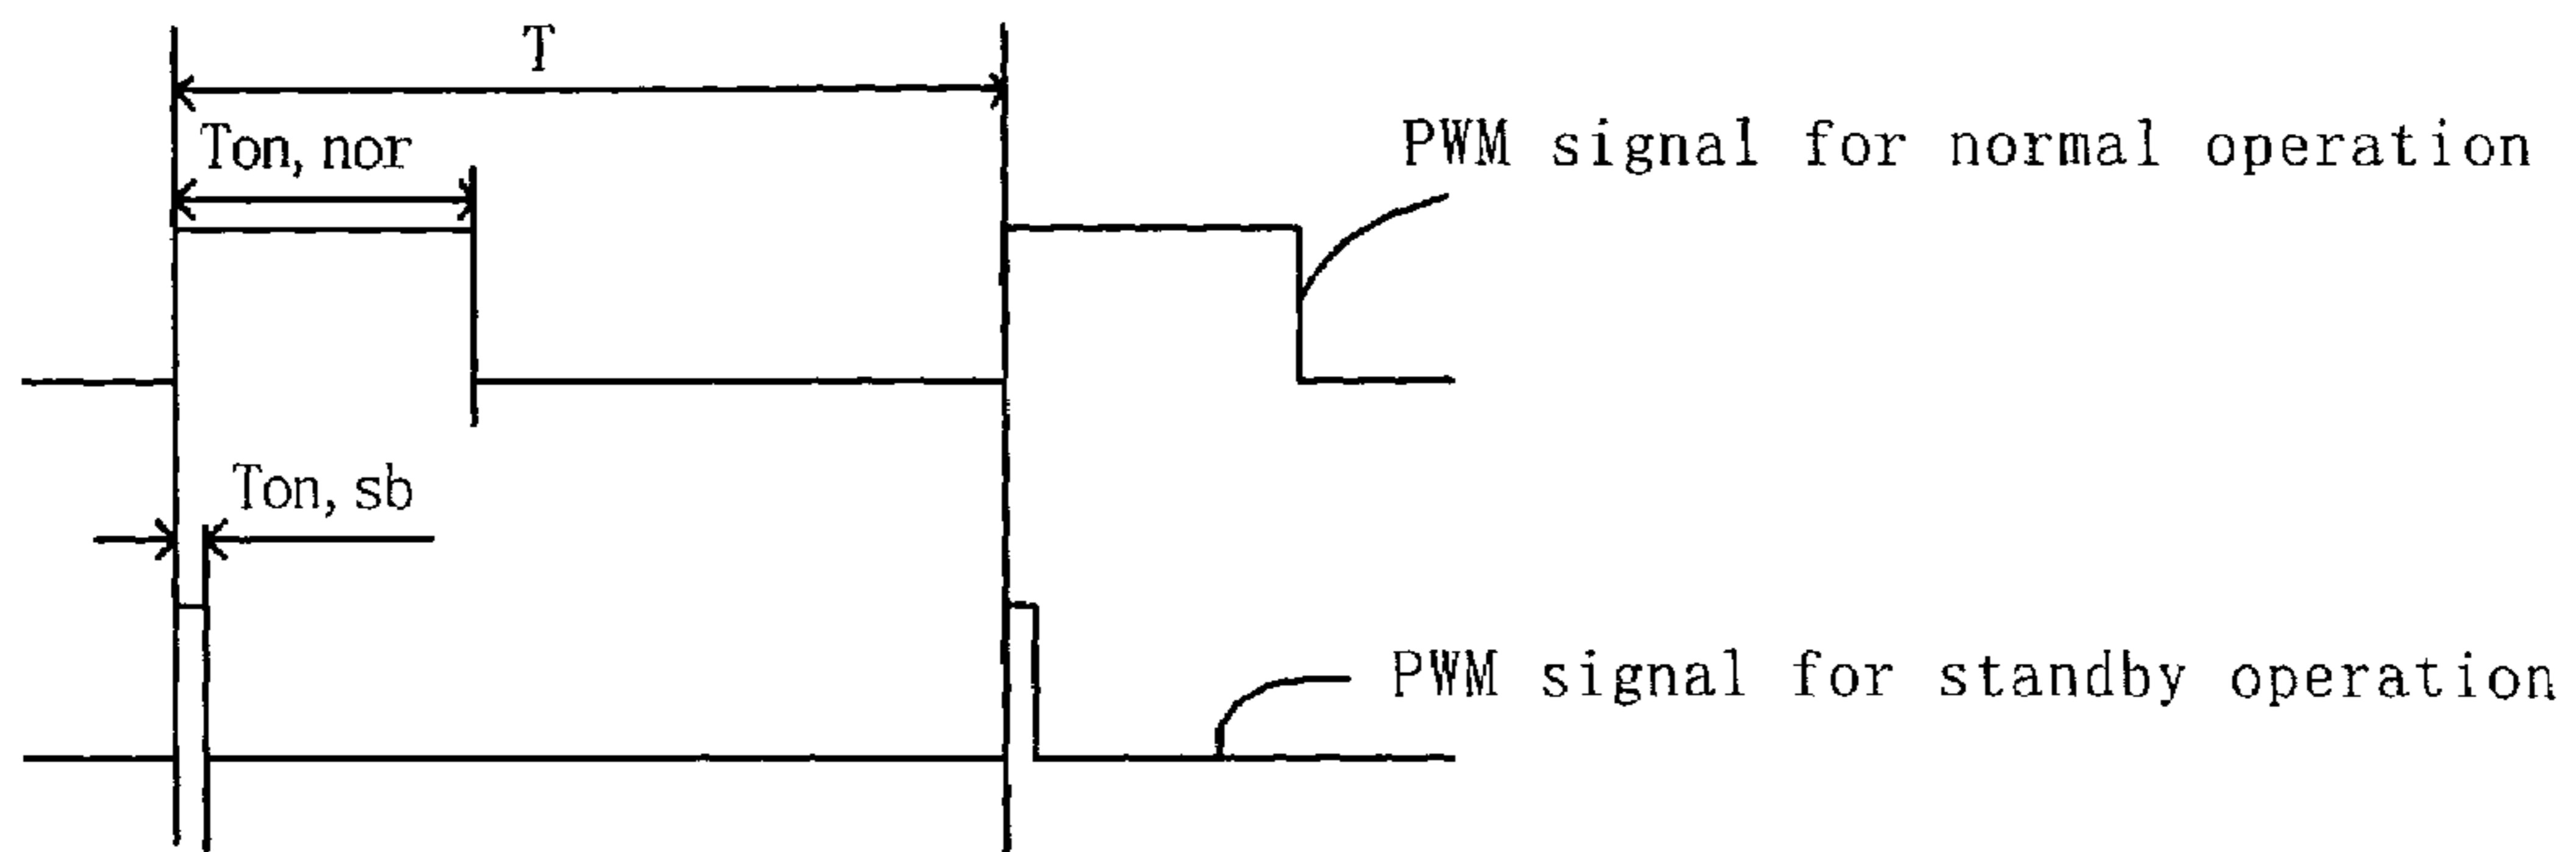 T
Ton, nor
PWM signal for normal operation
Ton, sb
PWM signal for standby operation